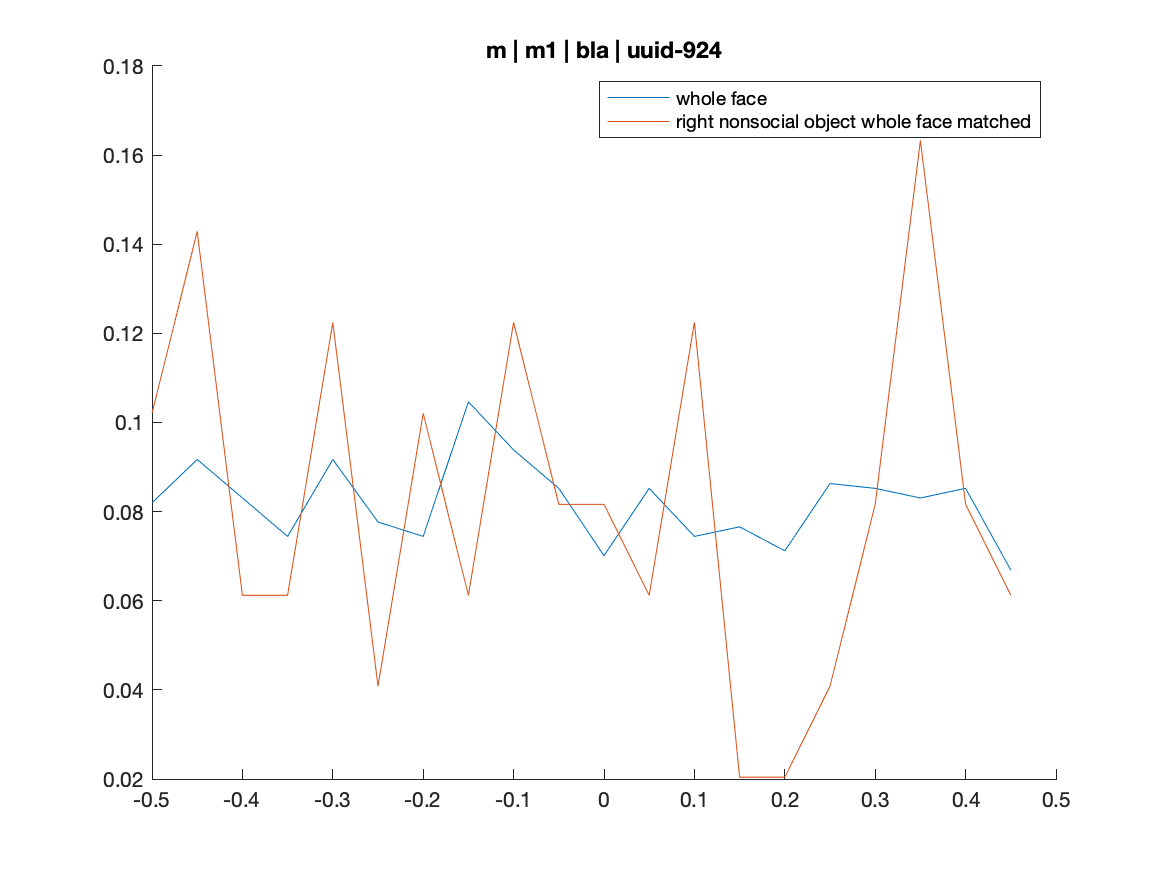 m | m1 | bla | uuid-924
whole face
right nonsocial object whole face matched
0.18
0.16
0.14
0.12
0.1
0.08
0.06
0.04
0.02
-0.5 -0.4 -0.3 -0.2 -0.1 0 0.1 0.2 0.3 0.4 0.5